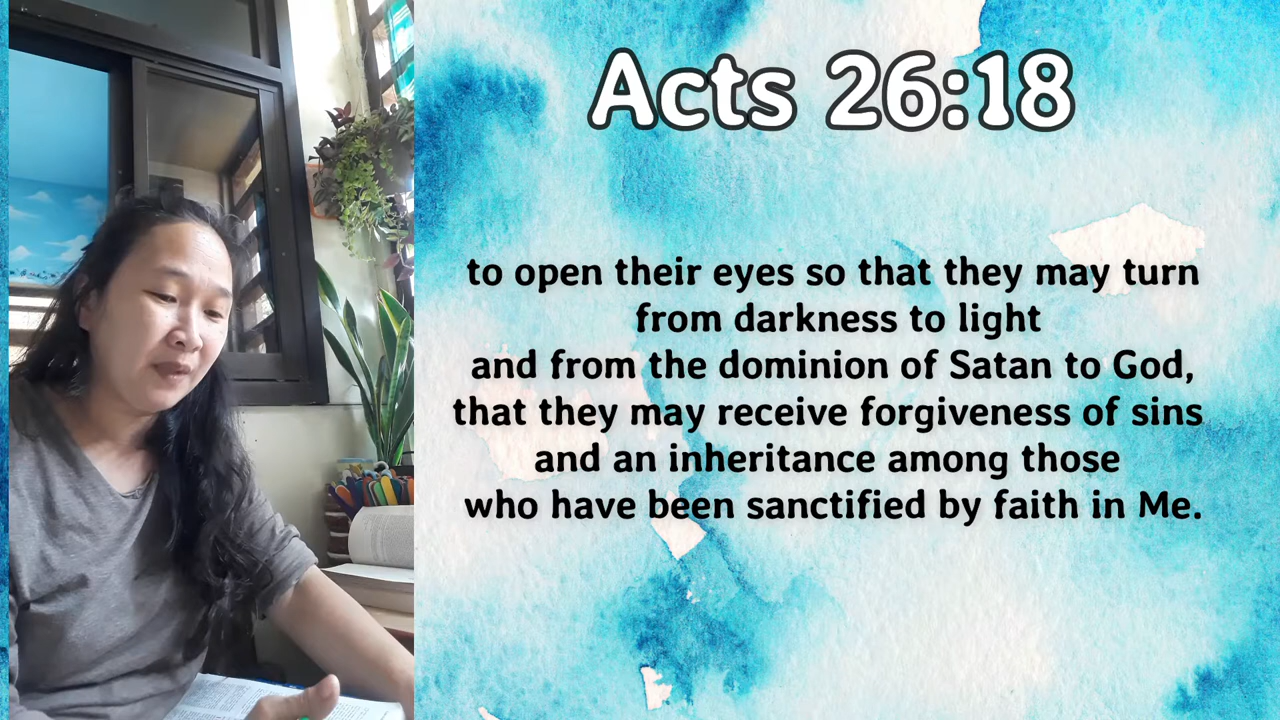 Acts 26:18
to open their eyes so that they may turn
from darkness to light
and from the dominion of Satan to God,
that they may receive forgiveness of sins
and an inheritance among those
who have been sanctified by faith in Me.